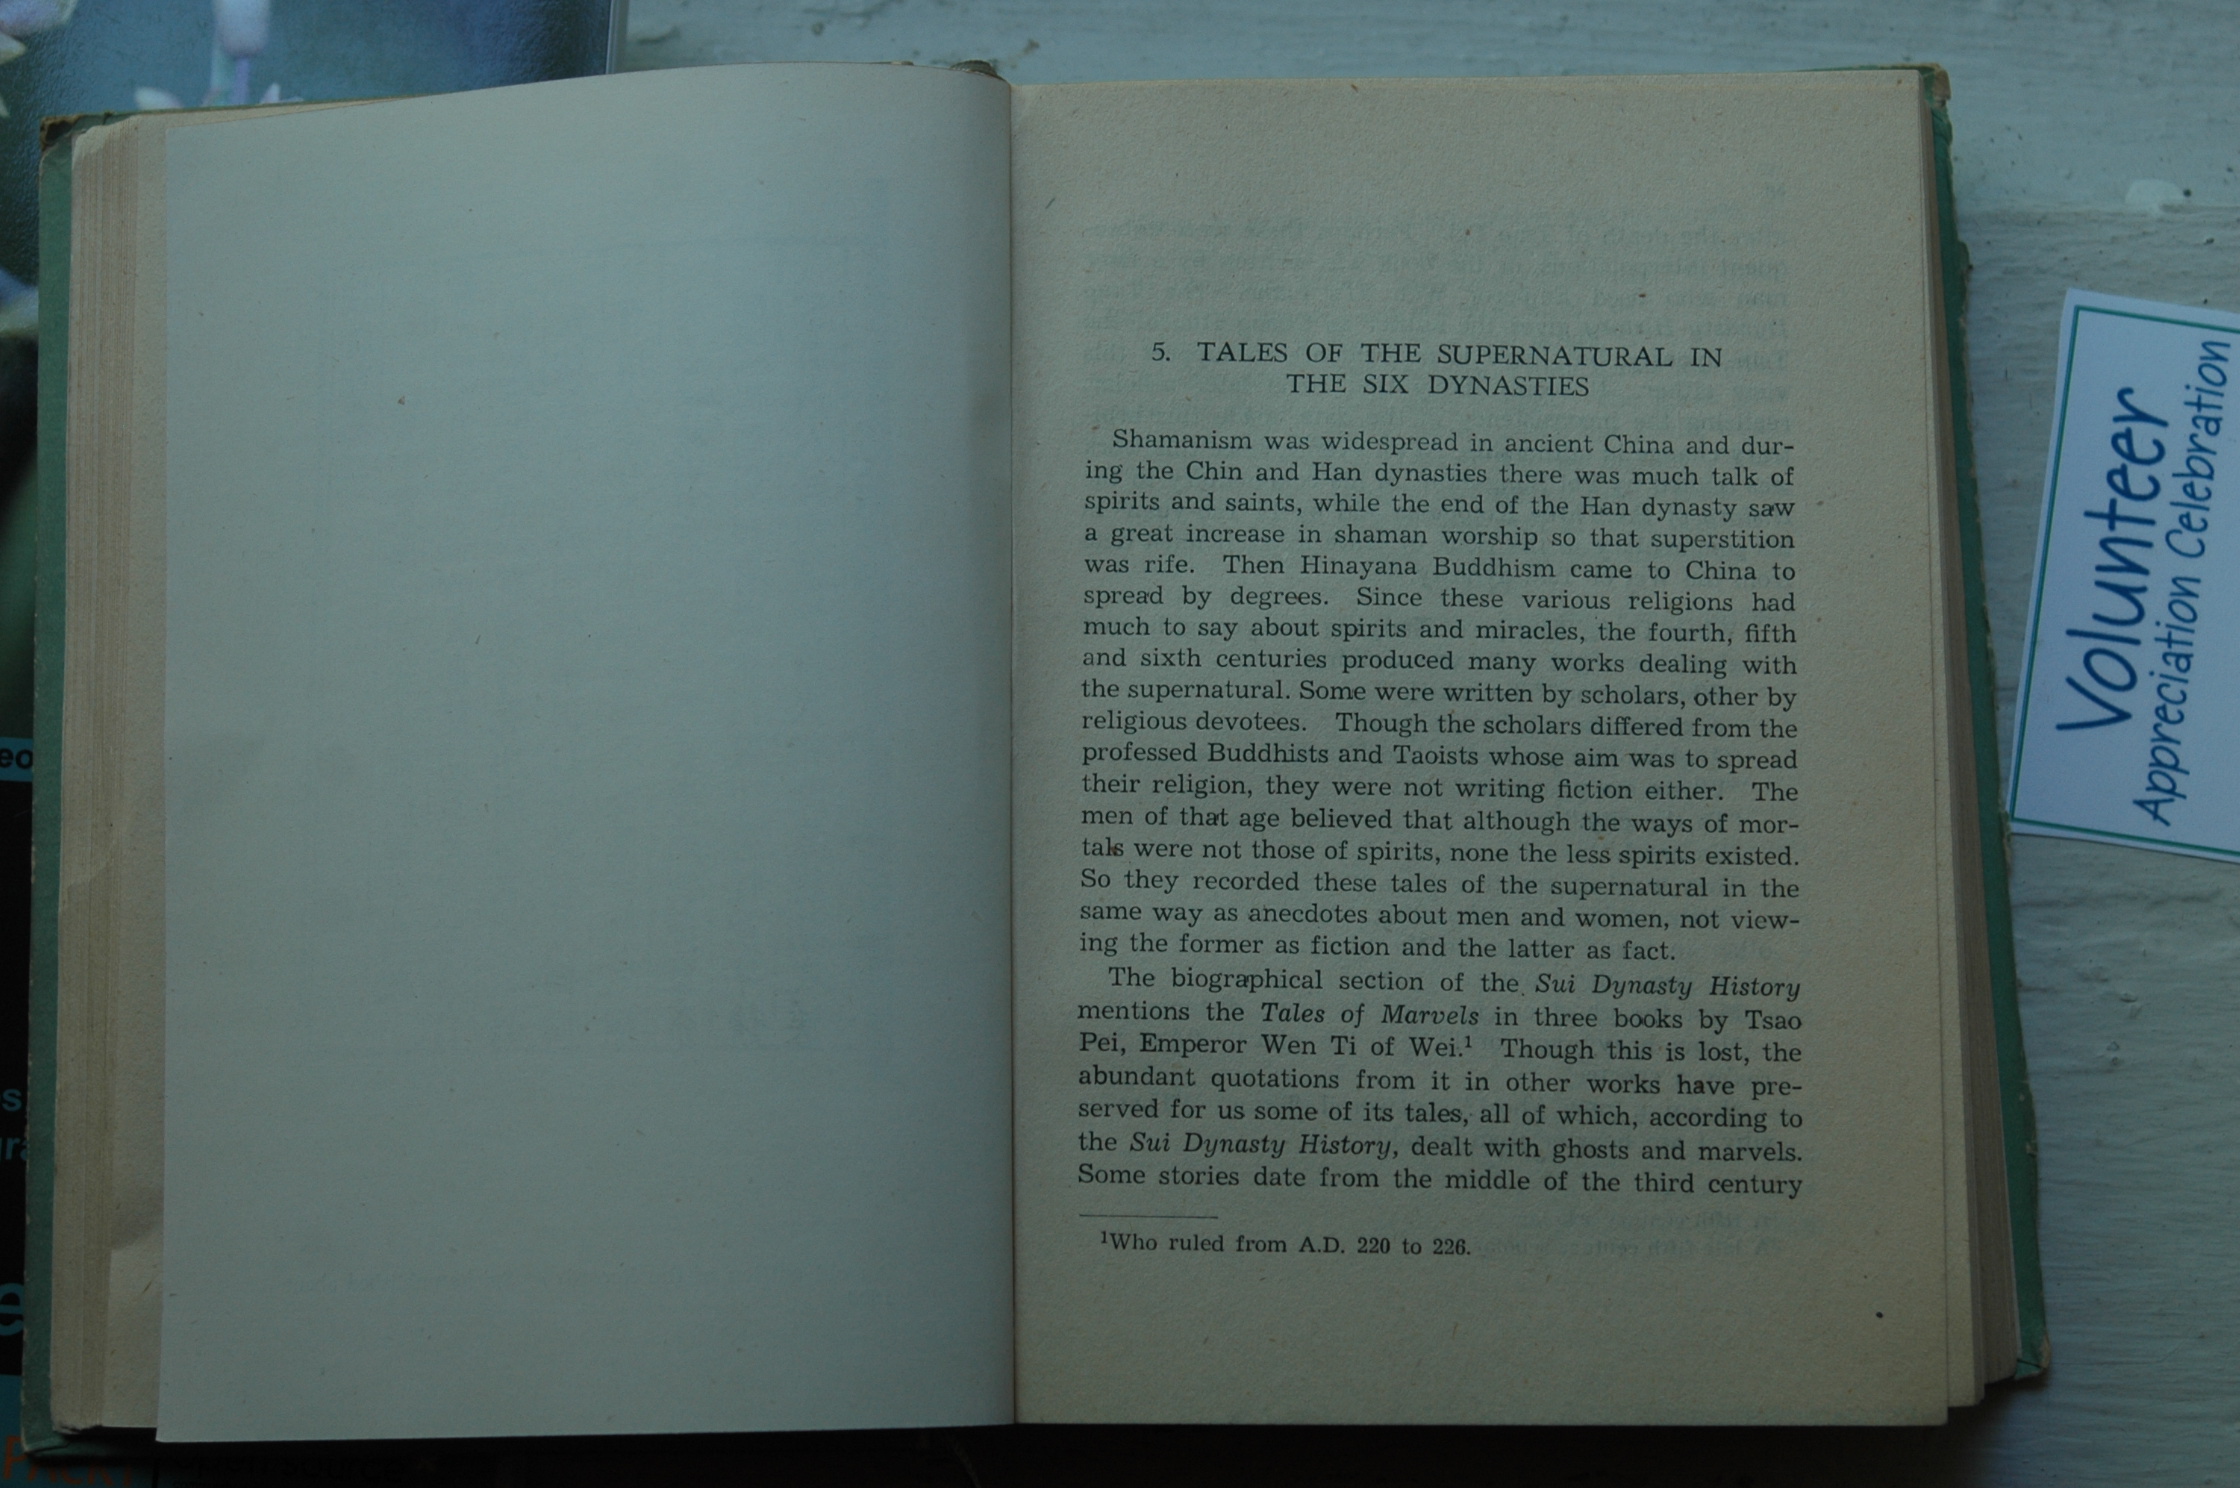 5. TALES OF THE SUPERNATURAL IN
THE SIX DYNASTIES
Shamanism was widespread in ancient China and dur-
ing the Chin and Han dynasties there was much talk of
spirits and saints, while the end of the Han dynasty saw
a great increase in shaman worship so that superstition
was rife. Then Hinayana Buddhism came to China to
spread by degrees. Since these various religions had
much to say about spirits and miracles, the fourth, fifth
and sixth centuries produced many works dealing with
the supernatural. Some were written by scholars, other by
religious devotees. Though the scholars differed from the
professed Buddhists and Taoists whose aim was to spread
their religion, they were not writing fiction either. The
men of that age believed that although the ways of mor-
tals were not those of spirits, none the less spirits existed.
So they recorded these tales of the supernatural in the
same way as anecdotes about men and women, not view-
ing the former as fiction and the latter as fact.
The biographical section of the Sui Dynasty History
mentions the Tales of Marvels in three books by Tsao
Pei, Emperor Wen Ti of Wei.¹ Though this is lost, the
abundant quotations from it in other works have pre-
served for us some of its tales, all of which, according to
the Sui Dynasty History, dealt with ghosts and marvels.
Some stories date from the middle of the third century
¹Who ruled from A.D. 220 to 226.
Volunteer
Appreciation Celebration